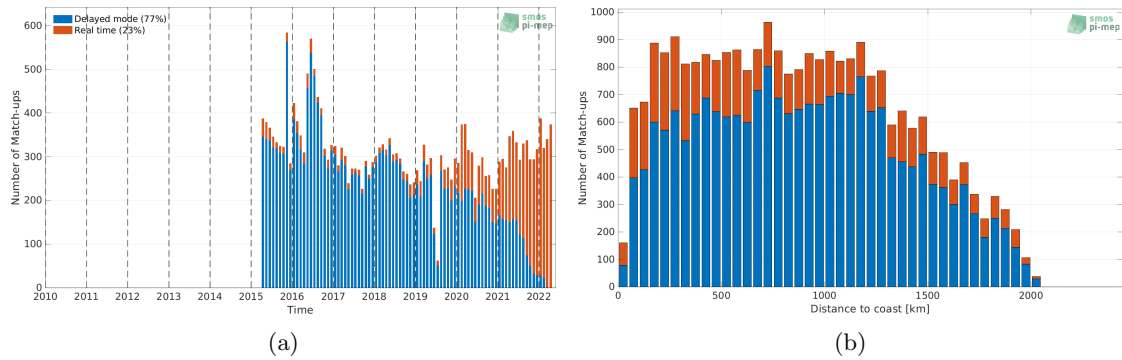 Delayed mode (77%)
Real time (23%)
smos
pi-mep
600
500
400
300
200
100
0
Number of Match-ups
2010 2011 2012 2013 2014 2015 2016 2017 2018 2019 2020 2021 2022
Time
(a)
smos
pi-mep
1000
900
800
700
600
500
400
300
200
100
0
Number of Match-ups
0 500 1000 1500 2000
Distance to coast [km]
(b)